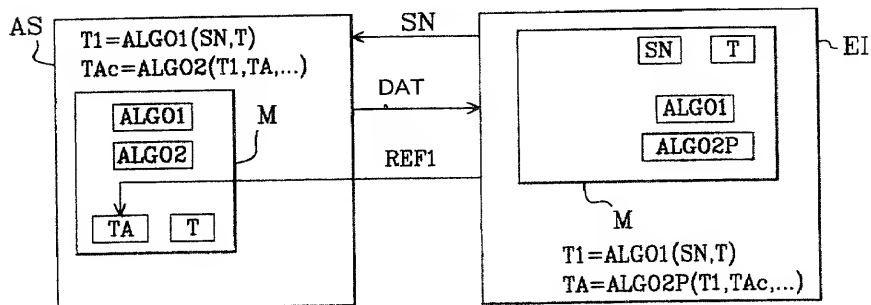 AS
T1=ALGO1(SN,T)
TAc=ALGO2(T1,TA,...)
ALGO1
ALGO2
M
TA
T
SN
DAT
REF1
EI
SN
T
ALGO1
ALGO2P
M
T1=ALGO1(SN,T)
TA=ALGO2P(T1,TAc,...)